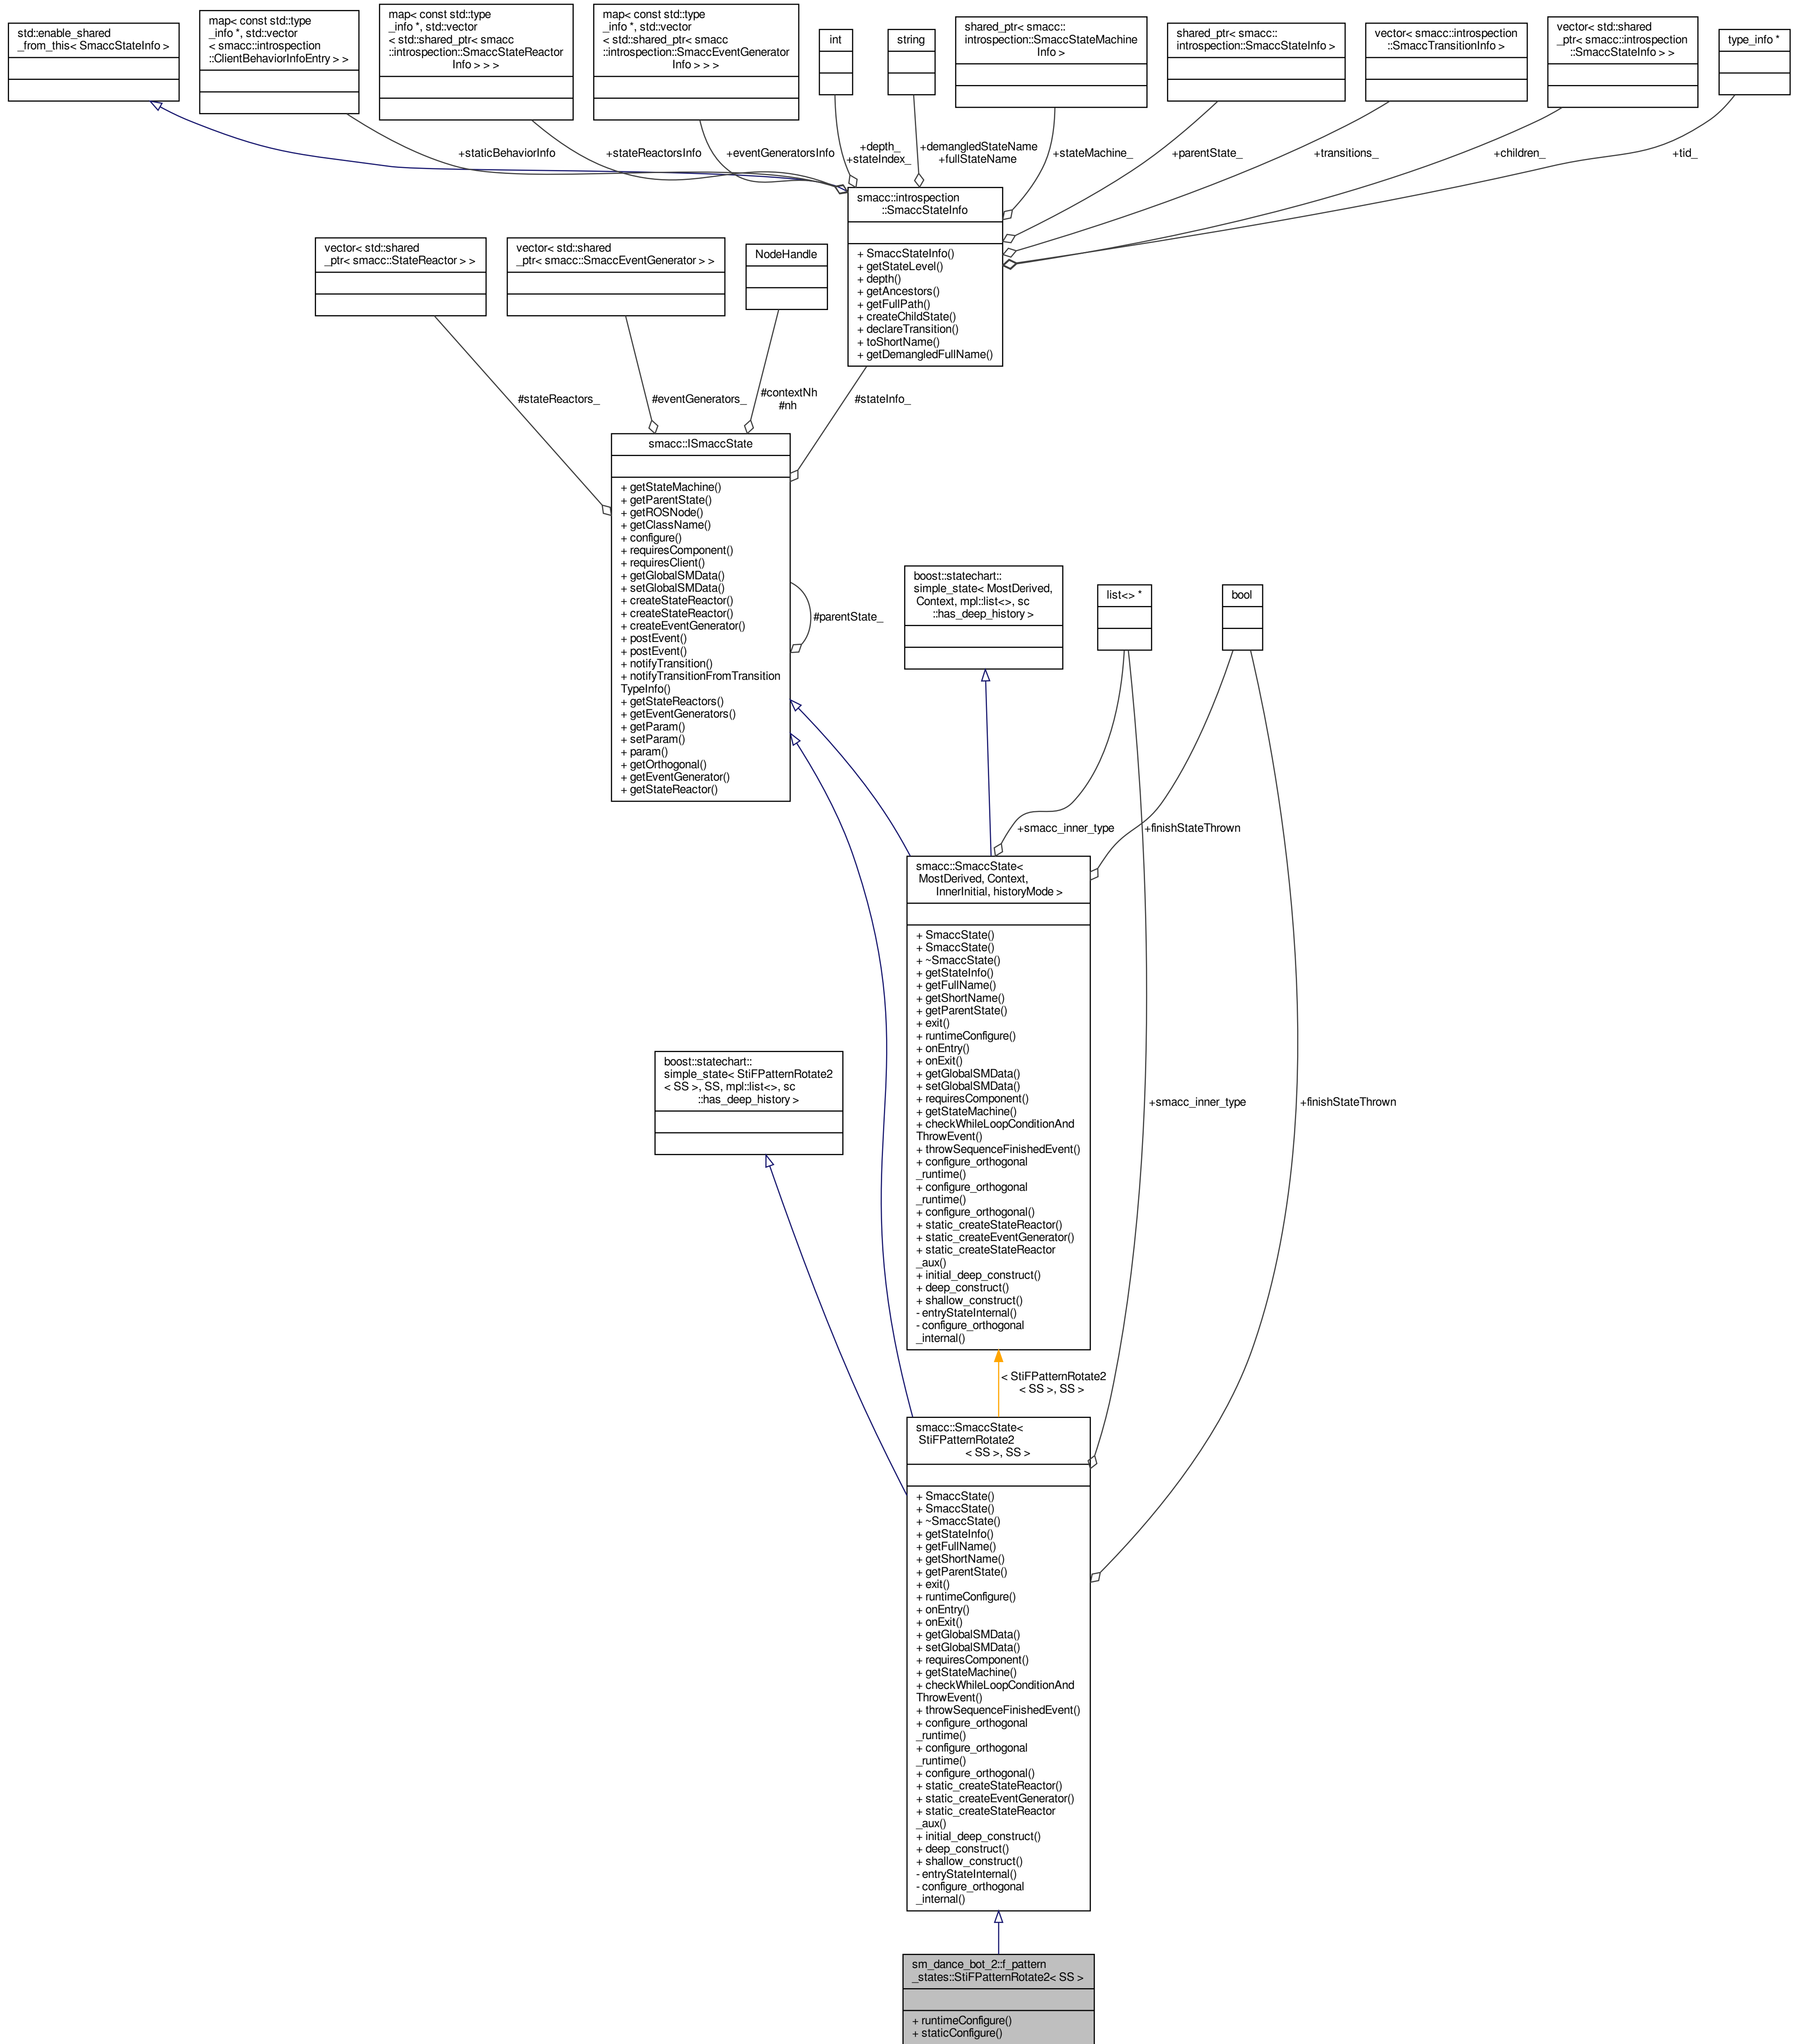 std::enable_shared
_from_this< SmaccStateInfo >
map< const std::type
_info *, std::vector
< smacc::introspection
::ClientBehaviorInfoEntry > >
map< const std::type
_info *, std::vector
< std::shared_ptr< smacc
::introspection::SmaccStateReactor
Info > > >
map< const std::type
_info *, std::vector
< std::shared_ptr< smacc
::introspection::SmaccEventGenerator
Info > > >
int
string
shared_ptr< smacc::
introspection::SmaccStateMachine
Info >
shared_ptr< smacc::
introspection::SmaccStateInfo >
vector< smacc::introspection
::SmaccTransitionInfo >
vector< std::shared
_ptr< smacc::introspection
::SmaccStateInfo > >
type_info *
+staticBehaviorInfo
+stateReactorsInfo
+eventGeneratorsInfo
+depth_
+stateIndex_
+demangledStateName
+fullStateName
+stateMachine_
+parentState_
+transitions_
+children_
+tid_
smacc::introspection
::SmaccStateInfo
+ SmaccStateInfo()
+ getStateLevel()
+ depth()
+ getAncestors()
+ getFullPath()
+ createChildState()
+ declareTransition()
+ toShortName()
+ getDemangledFullName()
vector< std::shared
_ptr< smacc::StateReactor > >
vector< std::shared
_ptr< smacc::SmaccEventGenerator > >
NodeHandle
#stateReactors_
#eventGenerators_
#contextNh
#nh
#stateInfo_
smacc::ISmaccState
+ getStateMachine()
+ getParentState()
+ getROSNode()
+ getClassName()
+ configure()
+ requiresComponent()
+ requiresClient()
+ getGlobalSMData()
+ setGlobalSMData()
+ createStateReactor()
+ createStateReactor()
+ createEventGenerator()
+ postEvent()
+ postEvent()
+ notifyTransition()
+ notifyTransitionFromTransition
TypeInfo()
+ getStateReactors()
+ getEventGenerators()
+ getParam()
+ setParam()
+ param()
+ getOrthogonal()
+ getEventGenerator()
+ getStateReactor()
#parentState_
boost::statechart::
simple_state< MostDerived,
Context, mpl::list<>, sc
::has_deep_history >
list<> *
bool
+smacc_inner_type
+finishStateThrown
smacc::SmaccState<
MostDerived, Context,
InnerInitial, historyMode >
+ SmaccState()
+ SmaccState()
+ ~SmaccState()
+ getStateInfo()
+ getFullName()
+ getShortName()
+ getParentState()
+ exit()
+ runtimeConfigure()
+ onEntry()
+ onExit()
+ getGlobalSMData()
+ setGlobalSMData()
+ requiresComponent()
+ getStateMachine()
+ checkWhileLoopConditionAnd
ThrowEvent()
+ throwSequenceFinishedEvent()
+ configure_orthogonal
_runtime()
+ configure_orthogonal
_runtime()
+ configure_orthogonal()
+ static_createStateReactor()
+ static_createEventGenerator()
+ static_createStateReactor
_aux()
+ initial_deep_construct()
+ deep_construct()
+ shallow_construct()
- entryStateInternal()
- configure_orthogonal
_internal()
boost::statechart::
simple_state< StiFPatternRotate2
< SS >, SS, mpl::list<>, sc
::has_deep_history >
+smacc_inner_type
+finishStateThrown
< StiFPatternRotate2
< SS >, SS >
smacc::SmaccState<
StiFPatternRotate2
< SS >, SS >
+ SmaccState()
+ SmaccState()
+ ~SmaccState()
+ getStateInfo()
+ getFullName()
+ getShortName()
+ getParentState()
+ exit()
+ runtimeConfigure()
+ onEntry()
+ onExit()
+ getGlobalSMData()
+ setGlobalSMData()
+ requiresComponent()
+ getStateMachine()
+ checkWhileLoopConditionAnd
ThrowEvent()
+ throwSequenceFinishedEvent()
+ configure_orthogonal
_runtime()
+ configure_orthogonal
_runtime()
+ configure_orthogonal()
+ static_createStateReactor()
+ static_createEventGenerator()
+ static_createStateReactor
_aux()
+ initial_deep_construct()
+ deep_construct()
+ shallow_construct()
- entryStateInternal()
- configure_orthogonal
_internal()
sm_dance_bot_2::f_pattern
_states::StiFPatternRotate2< SS >
+ runtimeConfigure()
+ staticConfigure()